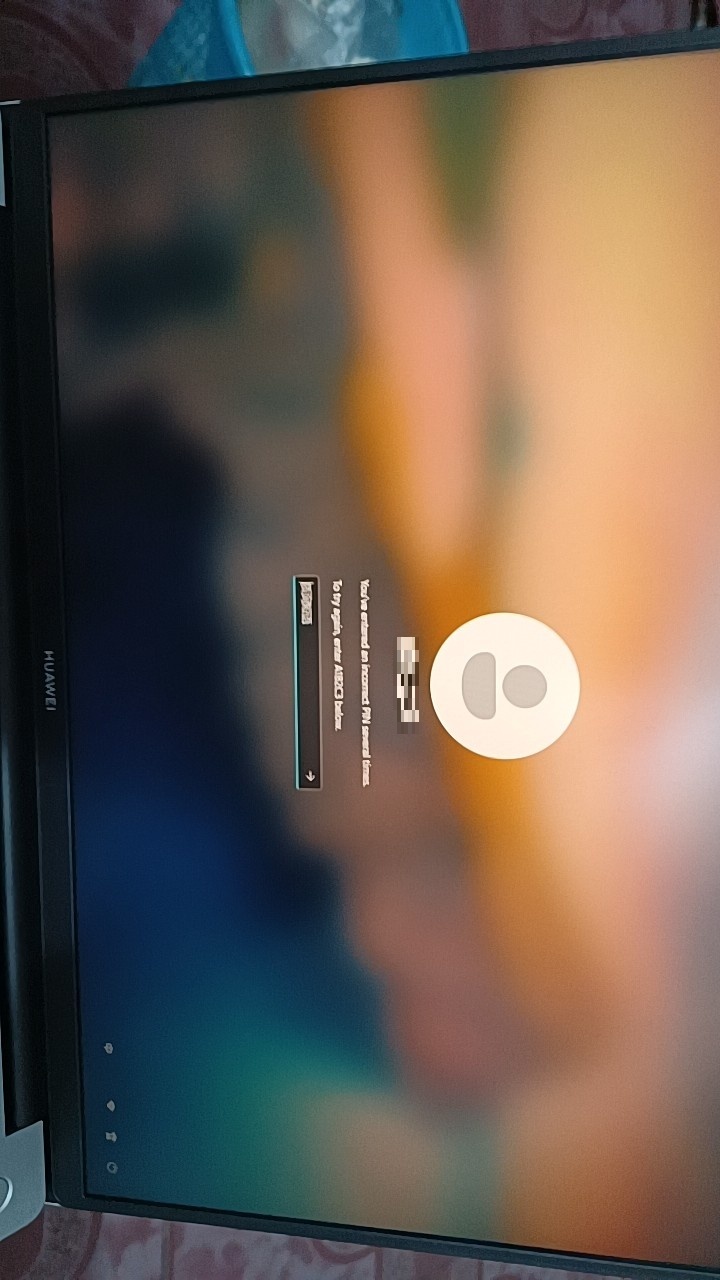 You've entered an incorrect PIN several times.
To try again, enter A1B2C3 below.
A1B2C3
HUAWEI